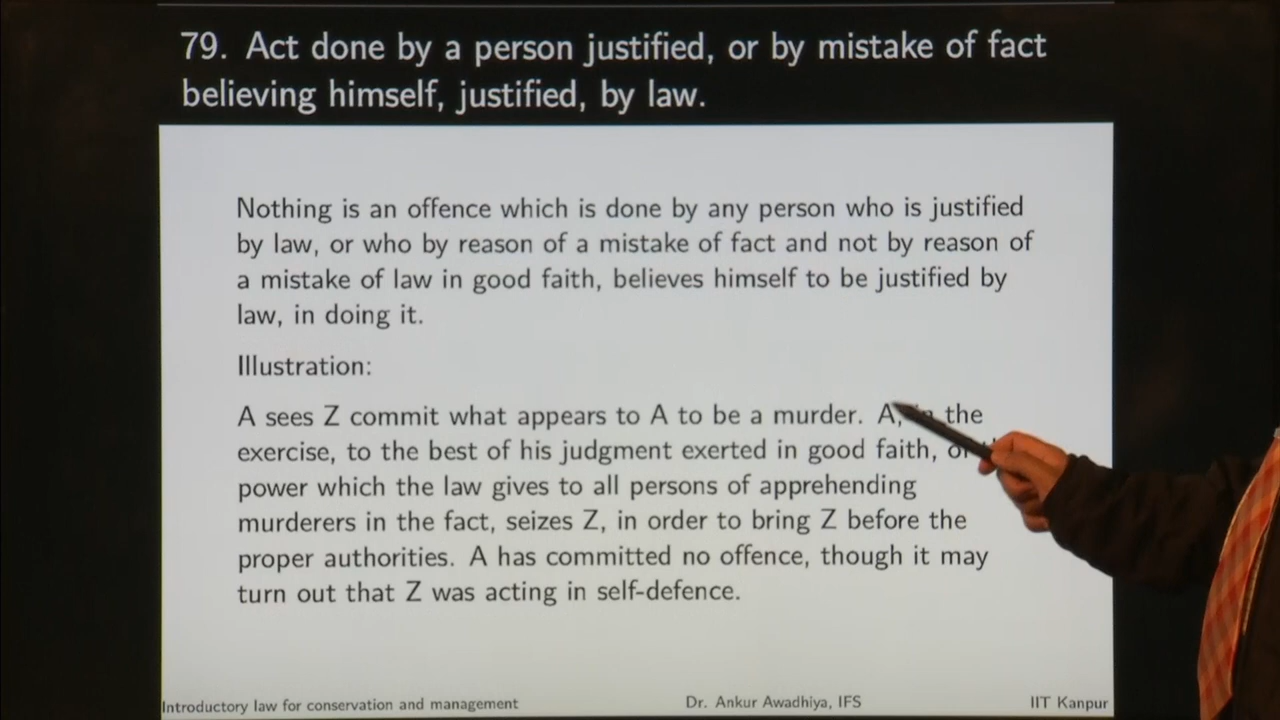 79. Act done by a person justified, or by mistake of fact
believing himself, justified, by law.
Nothing is an offence which is done by any person who is justified
by law, or who by reason of a mistake of fact and not by reason of
a mistake of law in good faith, believes himself to be justified by
law, in doing it.
Illustration:
A sees Z commit what appears to A to be a murder. A, the
exercise, to the best of his judgment exerted in good faith,
power which the law gives to all persons of apprehending
murderers in the fact, seizes Z, in order to bring Z before the
proper authorities. A has committed no offence, though it may
turn out that Z was acting in self-defence.
Introductory law for conservation and management Dr. Ankur Awadhiya, IFS IIT Kanpur